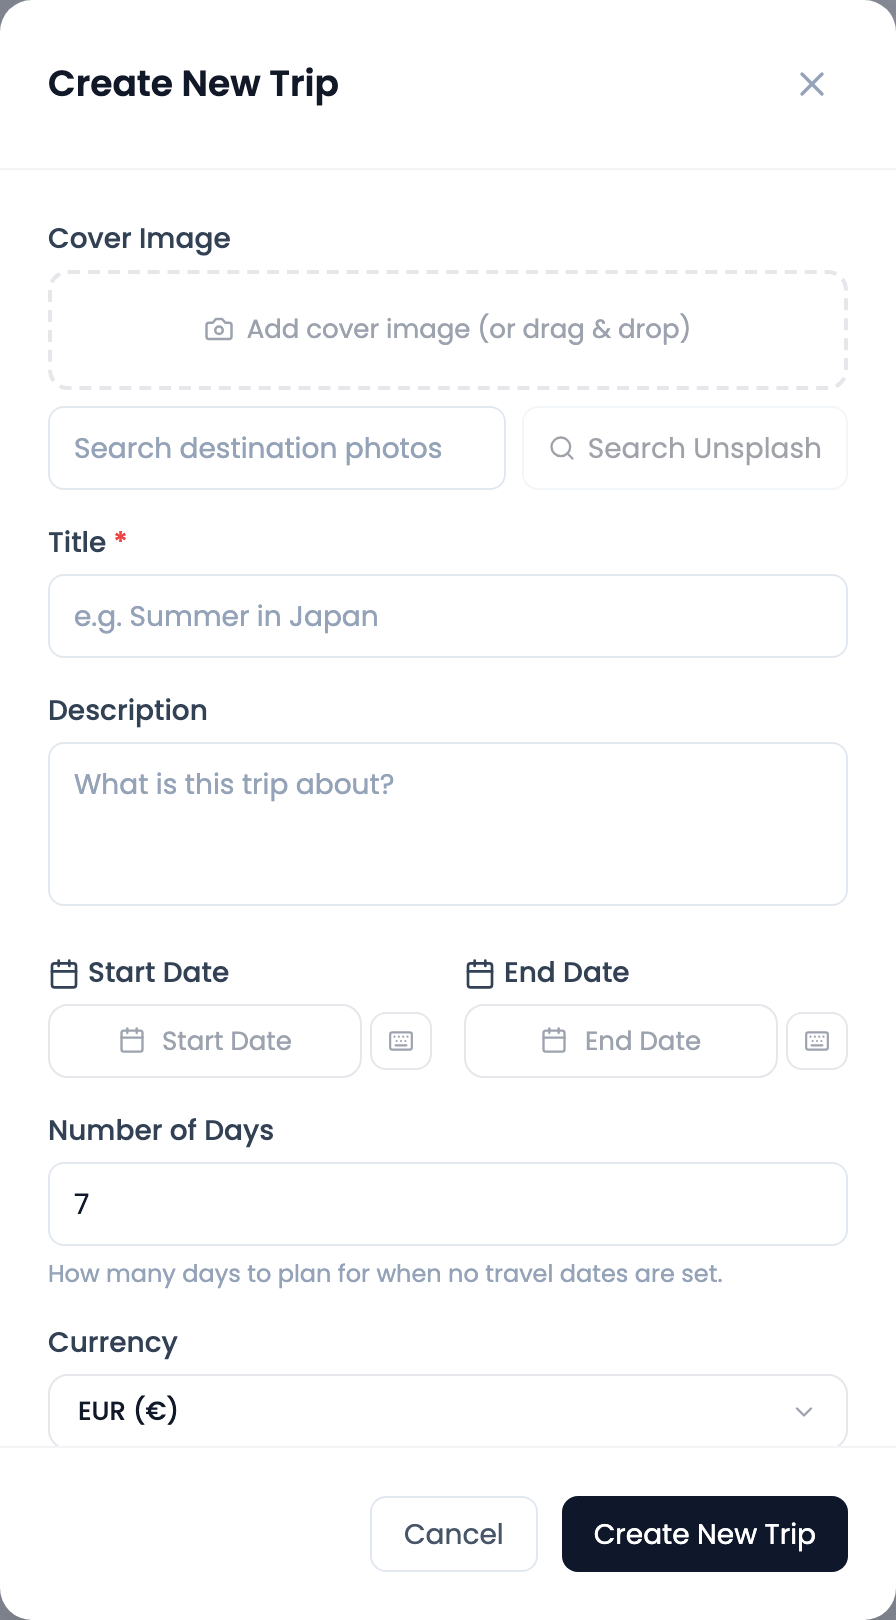 Create New Trip
Cover Image
Add cover image (or drag & drop)
Search destination photos
Search Unsplash
Title *
e.g. Summer in Japan
Description
What is this trip about?
Start Date
End Date
Start Date
End Date
Number of Days
7
How many days to plan for when no travel dates are set.
Currency
EUR (€)
Cancel
Create New Trip